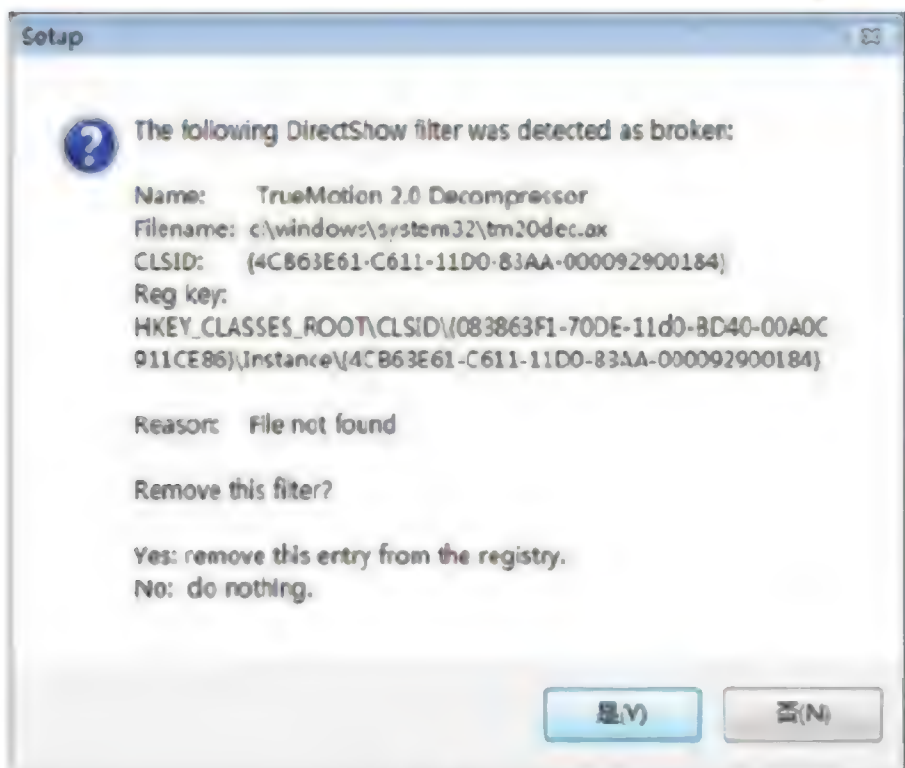 Setup
The following DirectShow filter was detected as broken:
Name: TrueMotion 2.0 Decompressor
Filename: c:\windows\system32\tm20dec.ax
CLSID: {4CB63E61-C611-11D0-83AA-000092900184}
Reg key:
HKEY_CLASSES_ROOT\CLSID\{083863F1-70DE-11d0-BD40-00A0C
911CE86}\Instance\{4CB63E61-C611-11D0-83AA-000092900184}
Reason: File not found
Remove this filter?
Yes: remove this entry from the registry.
No: do nothing.
是(Y)
否(N)